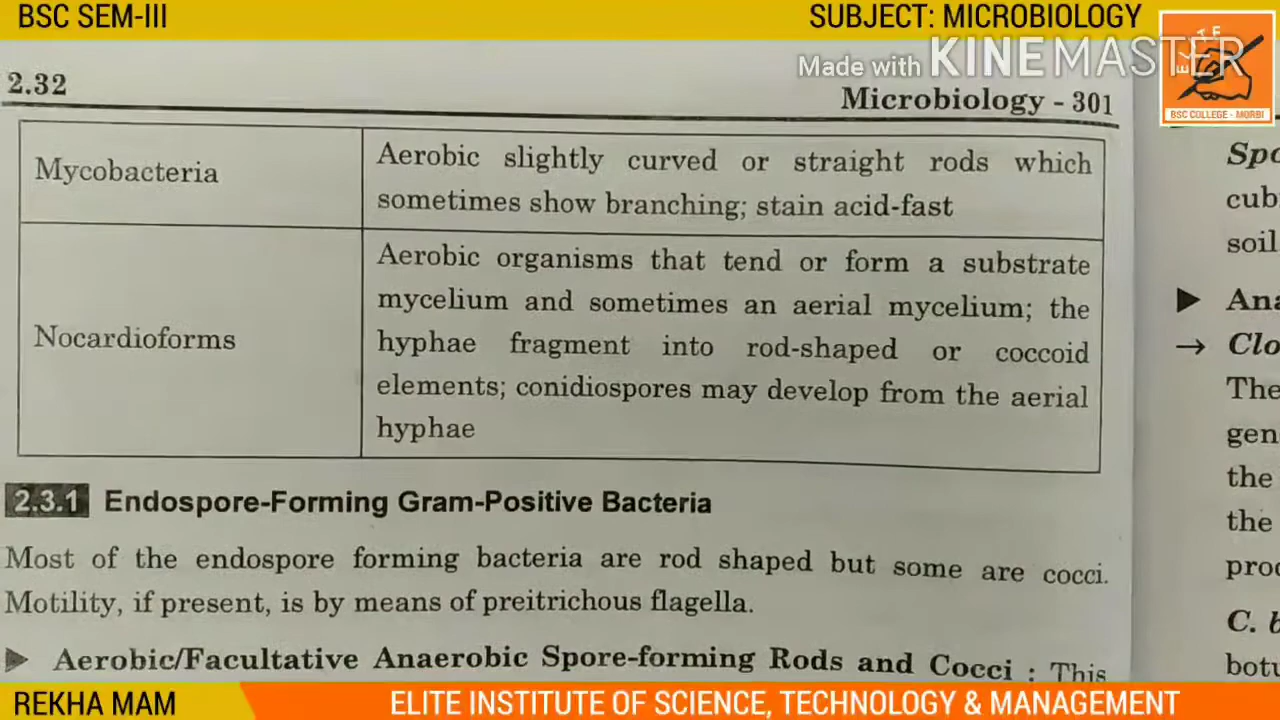 BSC SEM-III
SUBJECT: MICROBIOLOGY
Made with KINEMASTER
BSC COLLEGE - MORBI
2.32
Microbiology - 301
Mycobacteria
Aerobic slightly curved or straight rods which
sometimes show branching; stain acid-fast
Nocardioforms
Aerobic organisms that tend or form a substrate
mycelium and sometimes an aerial mycelium; the
hyphae fragment into rod-shaped or coccoid
elements; conidiospores may develop from the aerial
hyphae
2.3.1 Endospore-Forming Gram-Positive Bacteria
Most of the endospore forming bacteria are rod shaped but some are cocci.
Motility, if present, is by means of preitrichous flagella.
▶ Aerobic/Facultative Anaerobic Spore-forming Rods and Cocci : This
Spo
cub
soil
▶ Ana
→ Clo
The
gen
the
the
proc
C. b
botu
REKHA MAM
ELITE INSTITUTE OF SCIENCE, TECHNOLOGY & MANAGEMENT